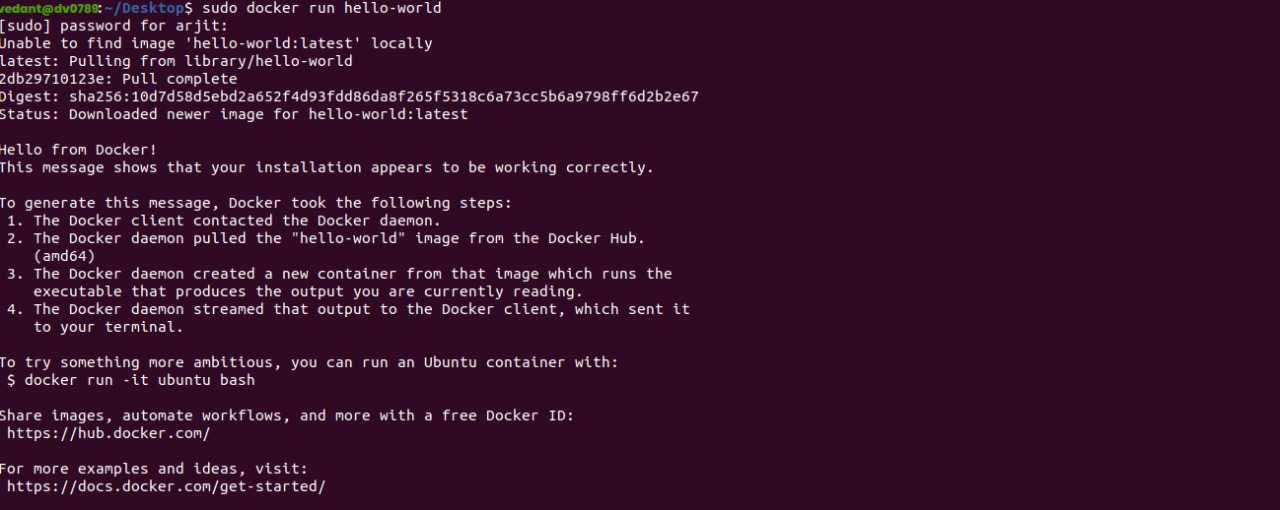 vedant@dv0789:~/Desktop$ sudo docker run hello-world
[sudo] password for arjit:
Unable to find image 'hello-world:latest' locally
latest: Pulling from library/hello-world
2db29710123e: Pull complete
Digest: sha256:10d7d58d5ebd2a652f4d93fdd86da8f265f5318c6a73cc5b6a9798ff6d2b2e67
Status: Downloaded newer image for hello-world:latest
Hello from Docker!
This message shows that your installation appears to be working correctly.
To generate this message, Docker took the following steps:
1. The Docker client contacted the Docker daemon.
2. The Docker daemon pulled the "hello-world" image from the Docker Hub.
(amd64)
3. The Docker daemon created a new container from that image which runs the
executable that produces the output you are currently reading.
4. The Docker daemon streamed that output to the Docker client, which sent it
to your terminal.
To try something more ambitious, you can run an Ubuntu container with:
$ docker run -it ubuntu bash
Share images, automate workflows, and more with a free Docker ID:
https://hub.docker.com/
For more examples and ideas, visit:
https://docs.docker.com/get-started/